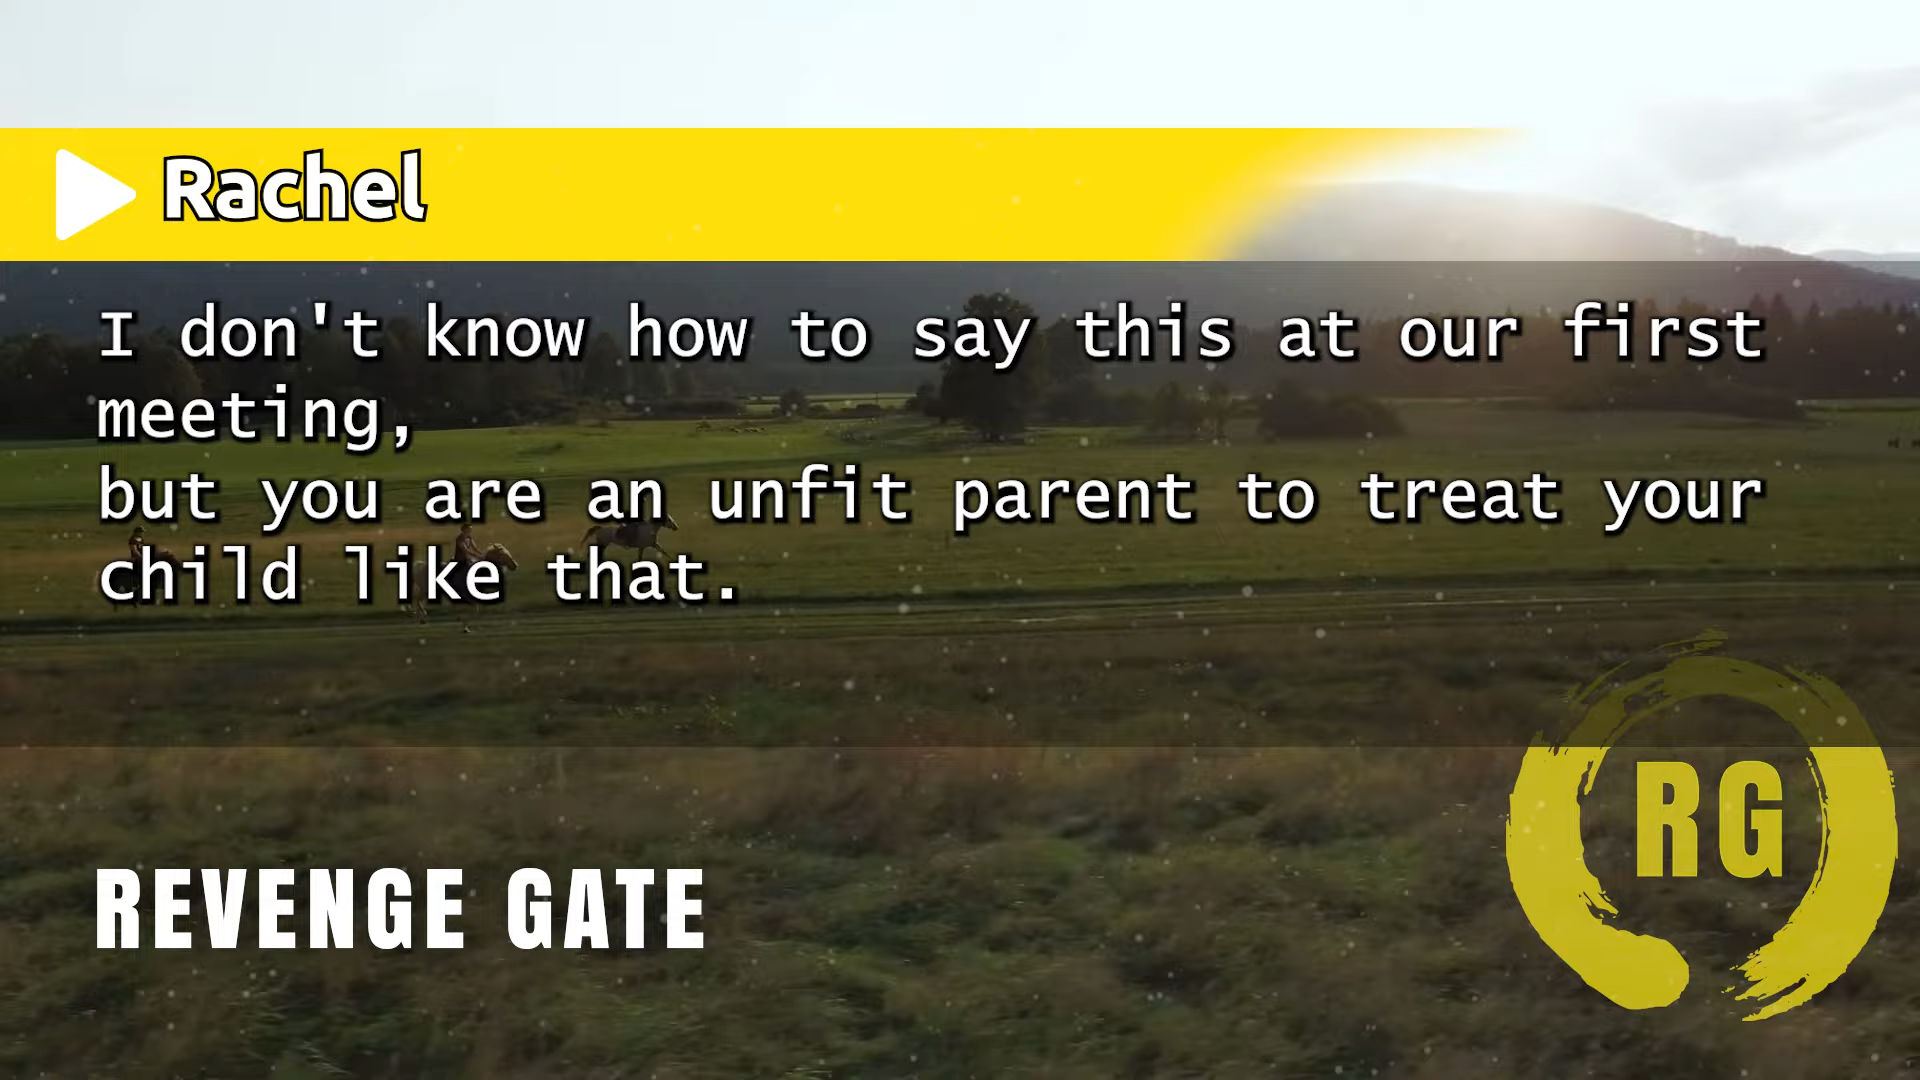 Rachel
I don't know how to say this at our first
meeting,
but you are an unfit parent to treat your
child like that.
RG
REVENGE GATE